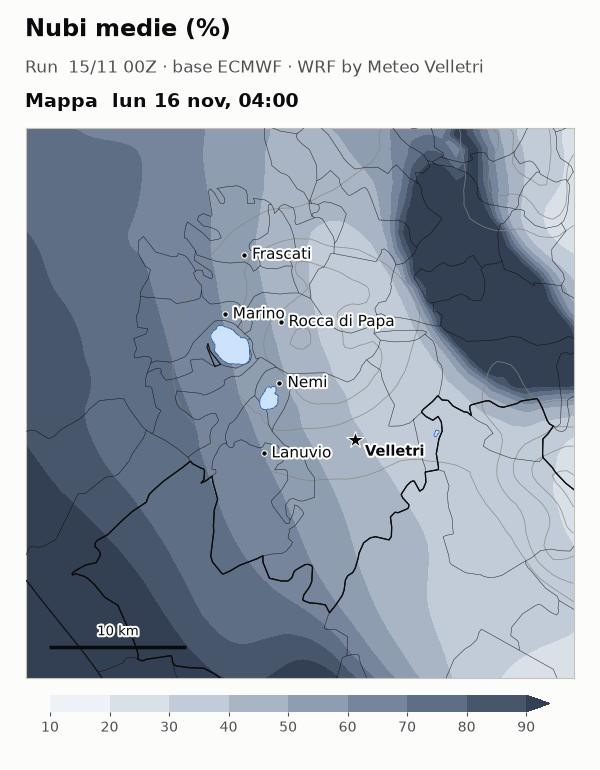 Nubi medie (%)
Run  15/11 00Z · base ECMWF · WRF by Meteo Velletri
Mappa  lun 16 nov, 04:00
Frascati
Marino
Rocca di Papa
Nemi
Velletri
Lanuvio
10 km
10 20 30 40 50 60 70 80 90